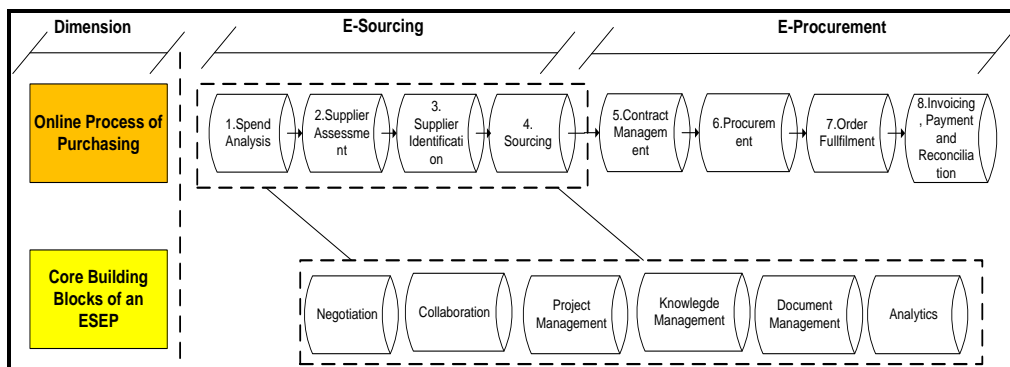 Dimension
E-Sourcing
E-Procurement
Online Process of
Purchasing
1.Spend
Analysis
2.Supplier
Assessme
nt
3.
Supplier
Identificati
on
4.
Sourcing
5.Contract
Managem
ent
6.Procurem
ent
7.Order
Fullfilment
8.Invoicing
, Payment
and
Reconcilia
tion
Core Building
Blocks of an
ESEP
Negotiation
Collaboration
Project
Management
Knowlegde
Management
Document
Management
Analytics